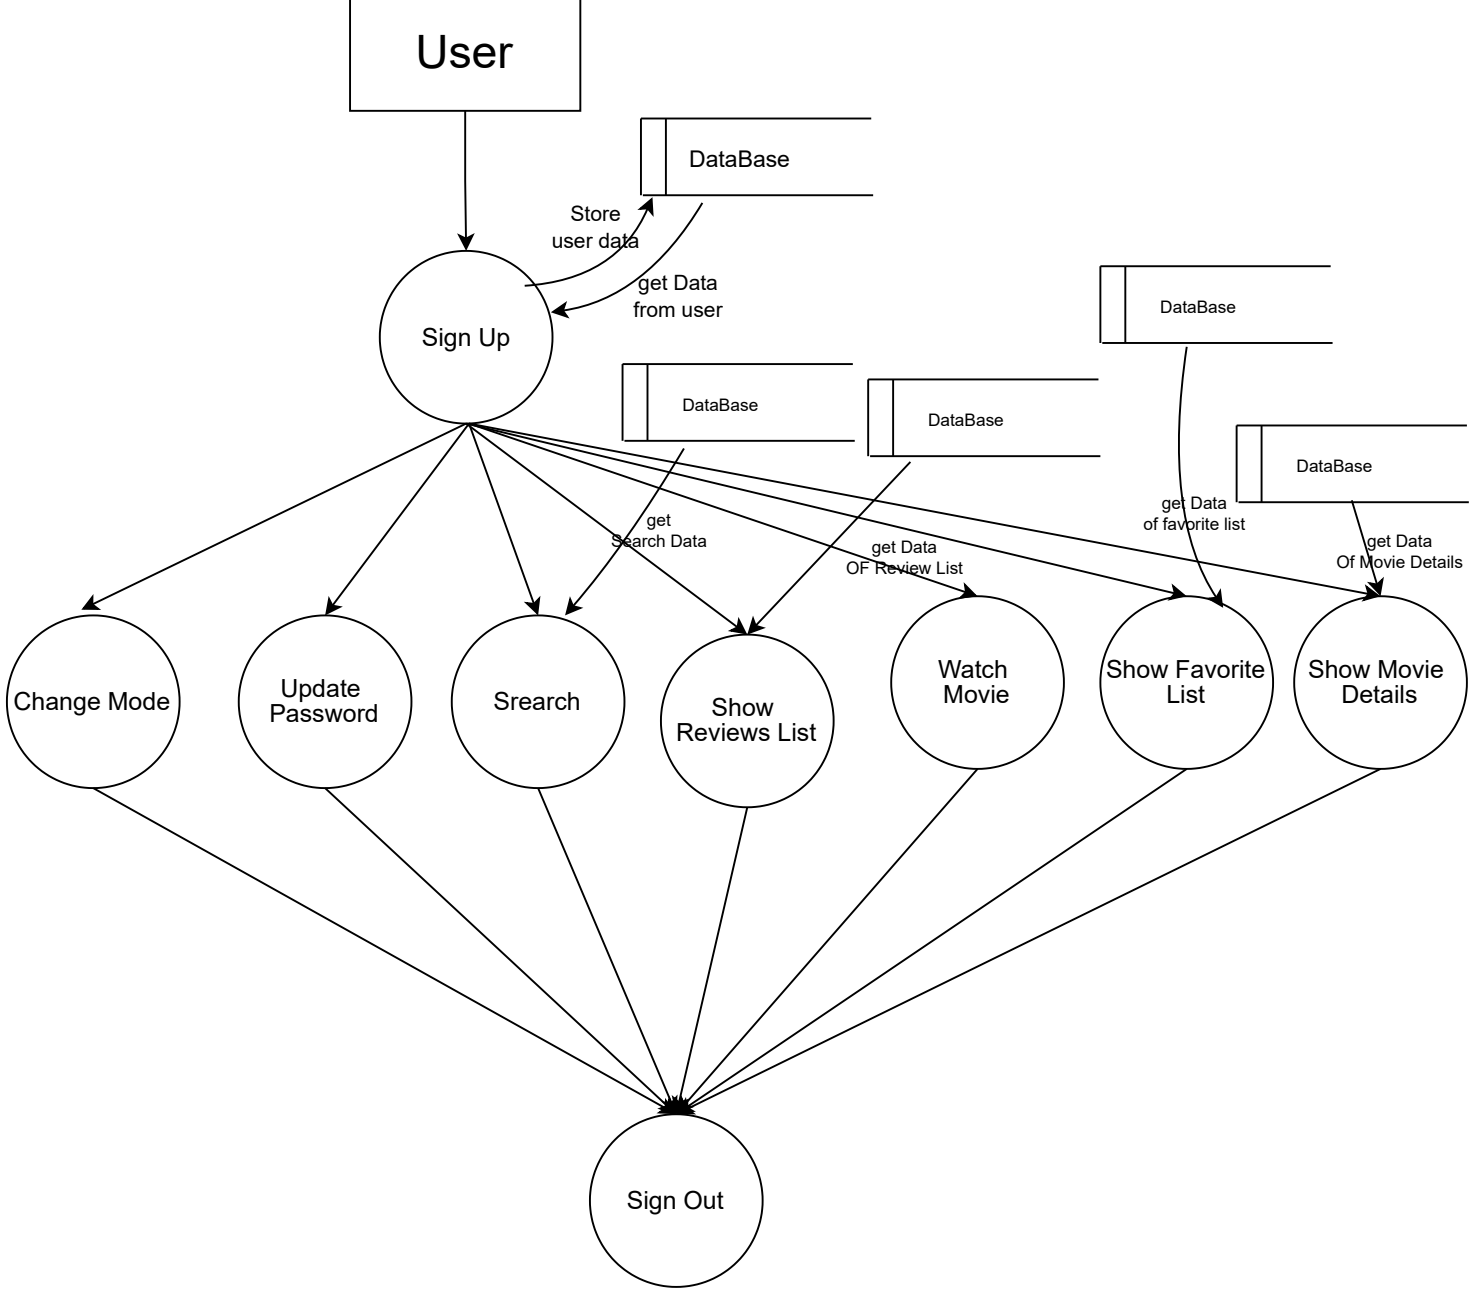 User
DataBase
Store
user data
get Data
from user
Sign Up
DataBase
DataBase
DataBase
DataBase
get
Search Data
get Data
OF Review List
get Data
of favorite list
get Data
Of Movie Details
Change Mode
Update
Password
Srearch
Show
Reviews List
Watch
Movie
Show Favorite
List
Show Movie
Details
Sign Out